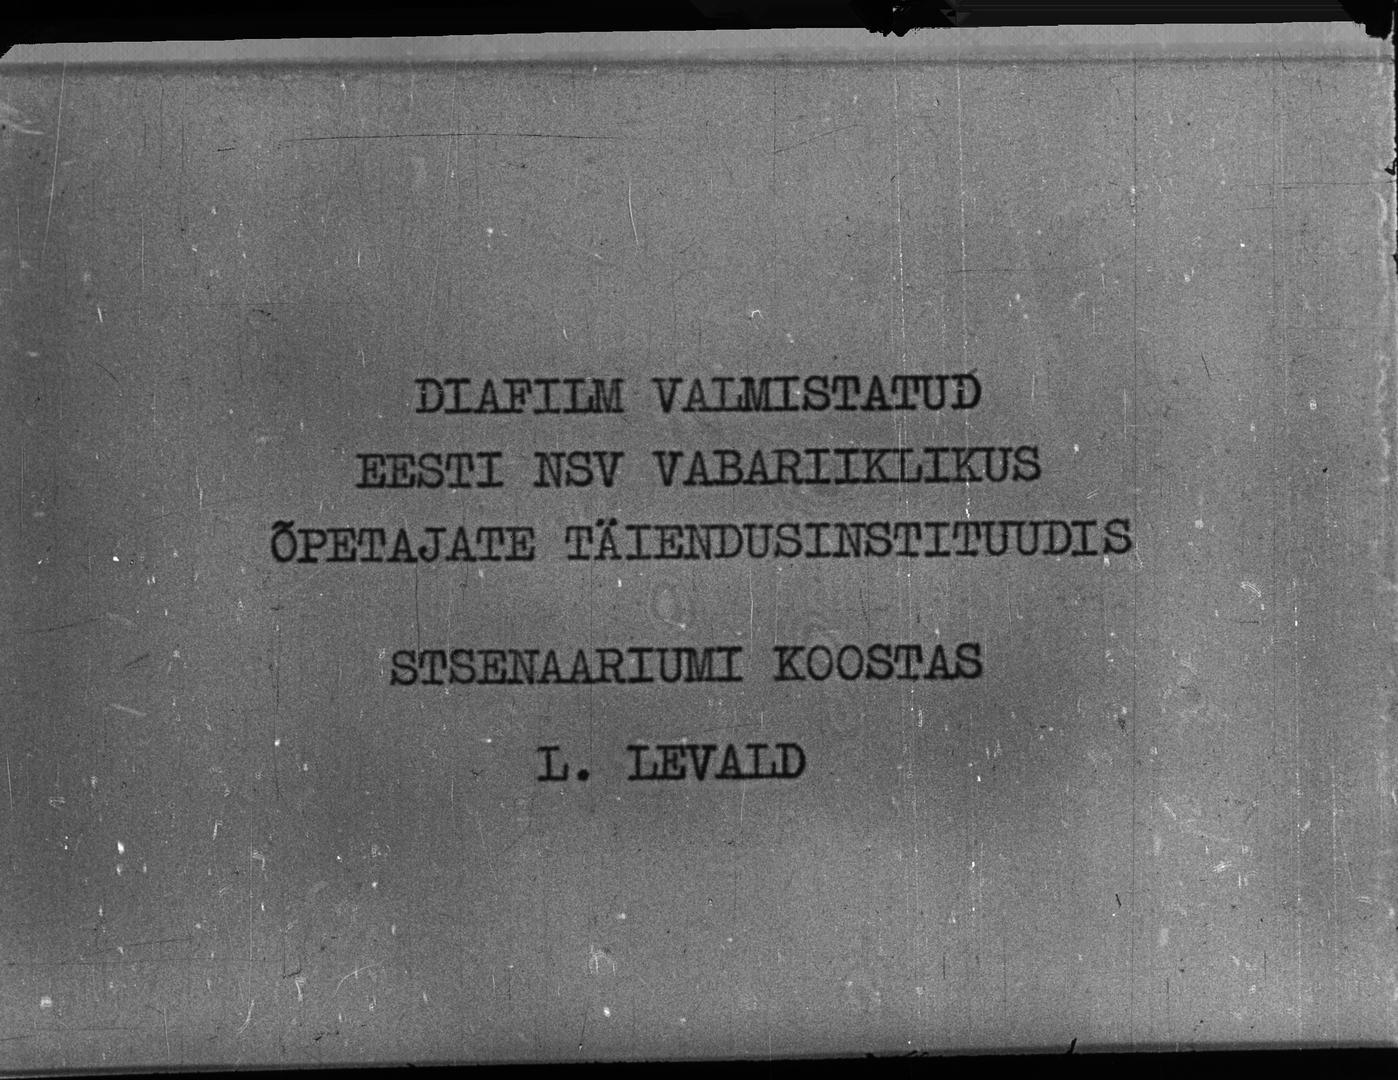 DIAFILM VALMISTATUD
EESTI NSV VABARIIKLIKUS
ÕPETAJATE TÄIENDUSINSTITUUDIS
STSENAARIUMI KOOSTAS
L. LEVALD